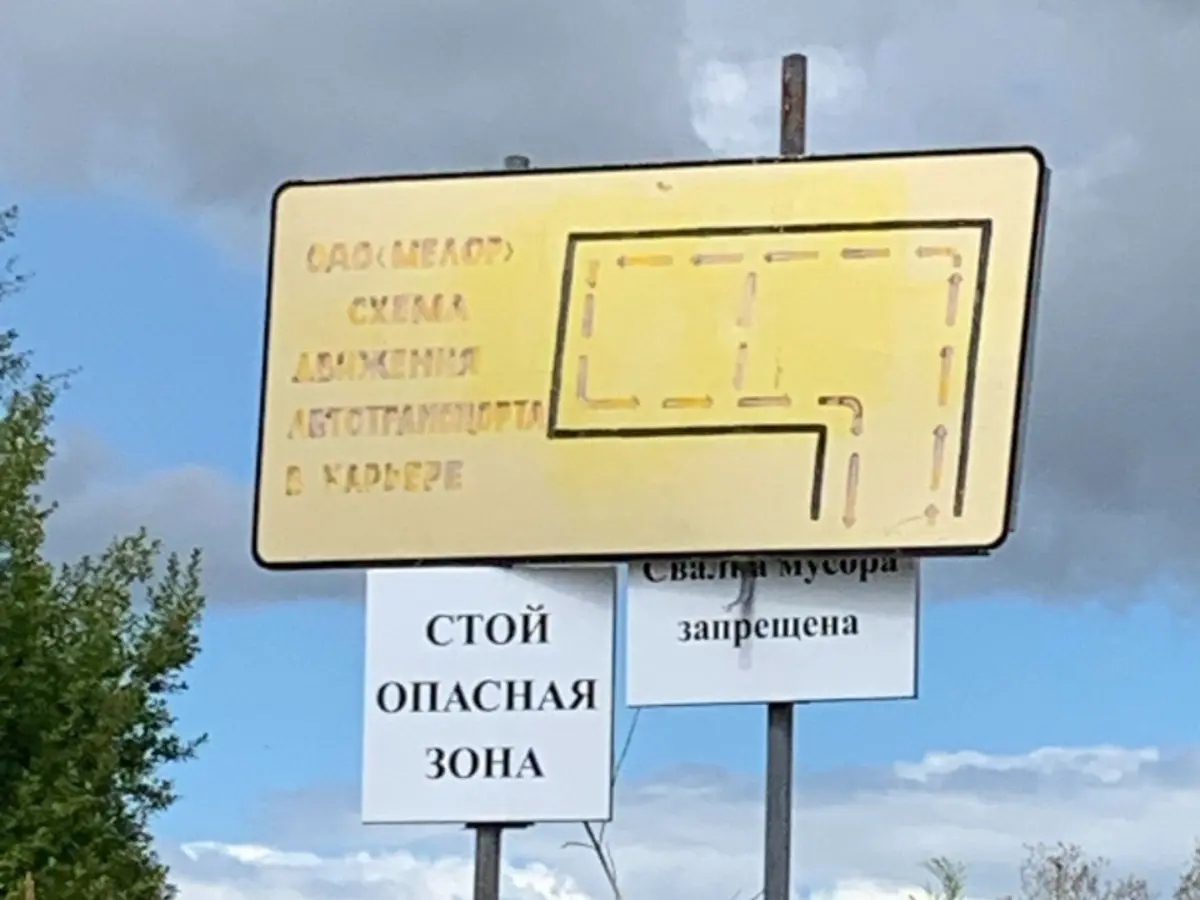 ОАО<МЕЛОР>
СХЕМА
ДВИЖЕНИЯ
АВТОТРАНСПОРТА
В КАРЬЕРЕ
СТОЙ
ОПАСНАЯ
ЗОНА
Свалка мусора
запрещена